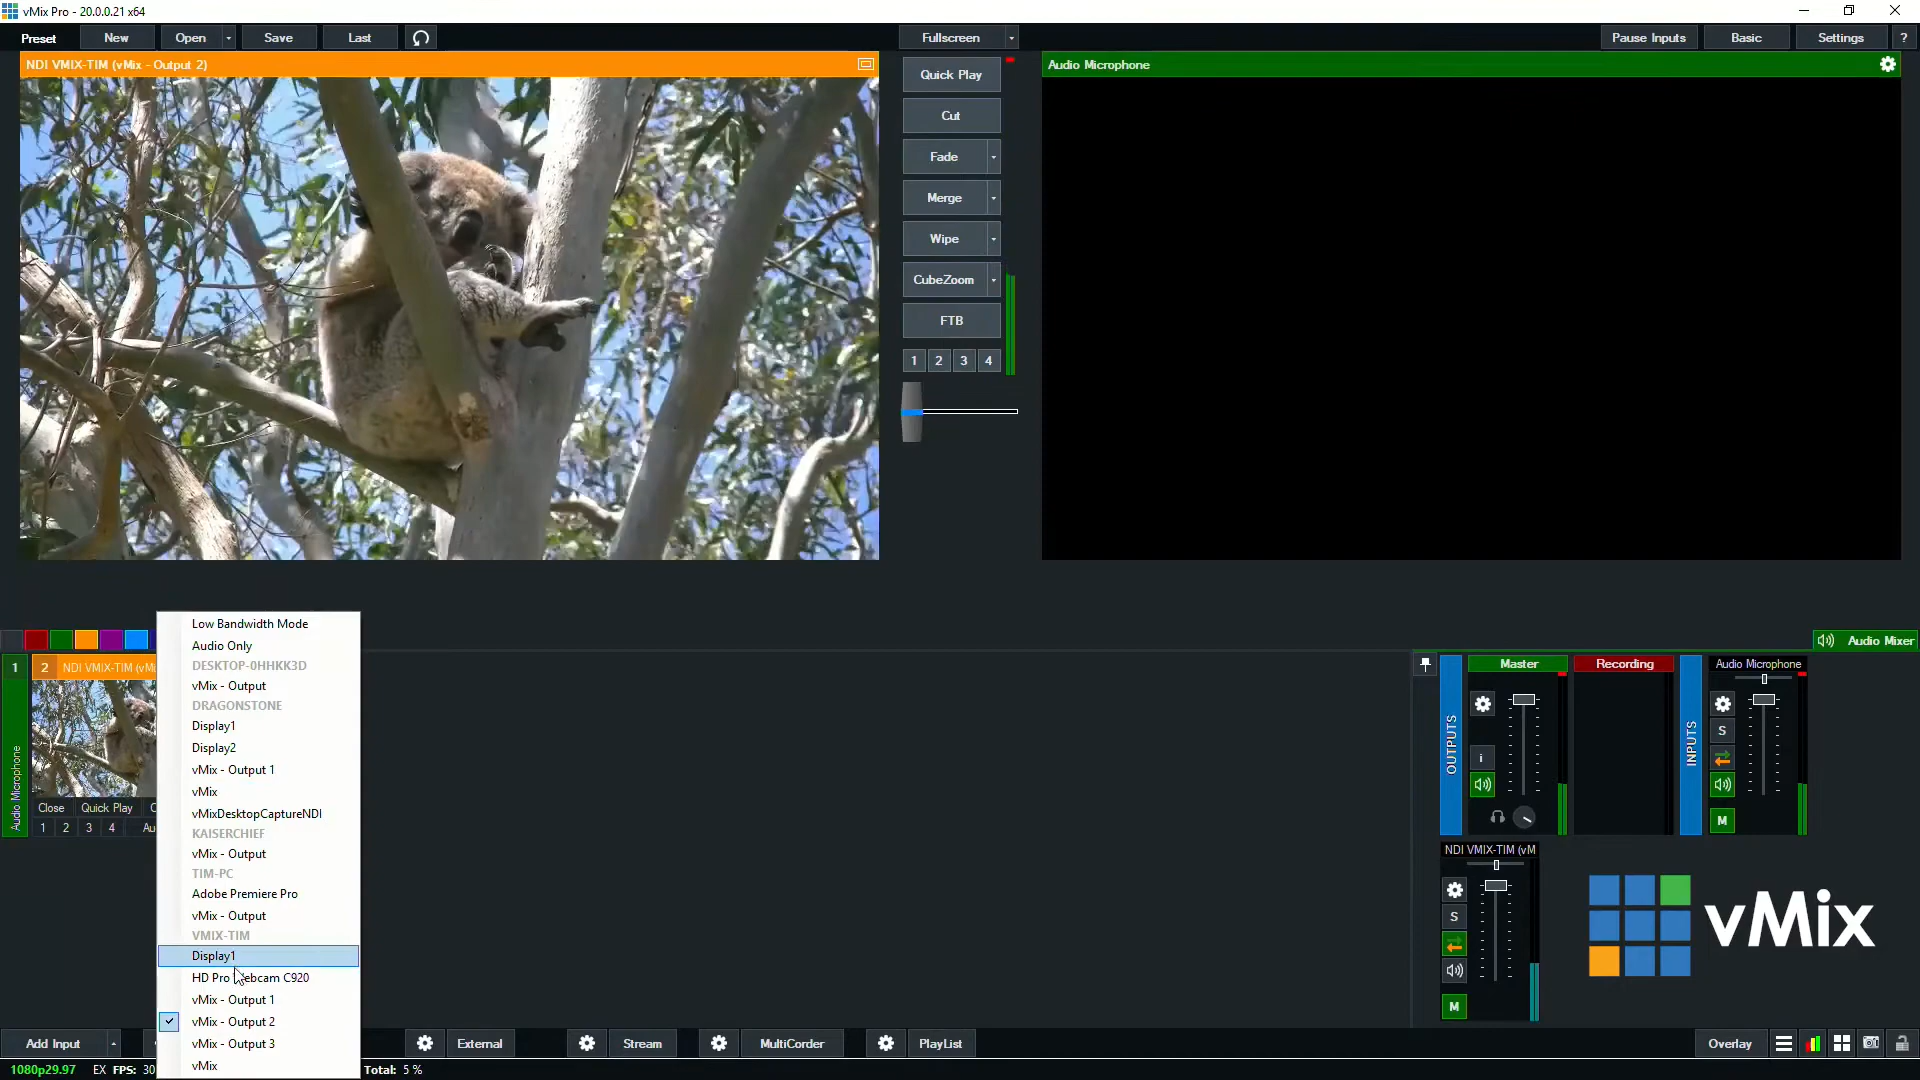 vMix Pro - 20.0.0.21 x64
Preset
New
Open
Save
Last
Fullscreen
Pause Inputs
Basic
Settings
?
NDI VMIX-TIM (vMix - Output 2)
Quick Play
Cut
Fade
Merge
Wipe
CubeZoom
FTB
1 2 3 4
Audio Microphone
Low Bandwidth Mode
Audio Only
DESKTOP-0HHKK3D
vMix - Output
DRAGONSTONE
Display1
Display2
vMix - Output 1
vMix
vMixDesktopCaptureNDI
KAISERCHIEF
vMix - Output
TIM-PC
Adobe Premiere Pro
vMix - Output
VMIX-TIM
Display1
HD Pro Webcam C920
vMix - Output 1
vMix - Output 2
vMix - Output 3
vMix
1
Audio Microphone
2 NDI VMIX-TIM (vMi
Close Quick Play C
1 2 3 4 Au
Audio Mixer
OUTPUTS
Master
i
Recording
INPUTS
Audio Microphone
S
M
NDI VMIX-TIM (vM
S
M
vMix
Add Input
External
Stream
MultiCorder
PlayList
Overlay
1080p29.97 EX FPS: 30
Total: 5 %